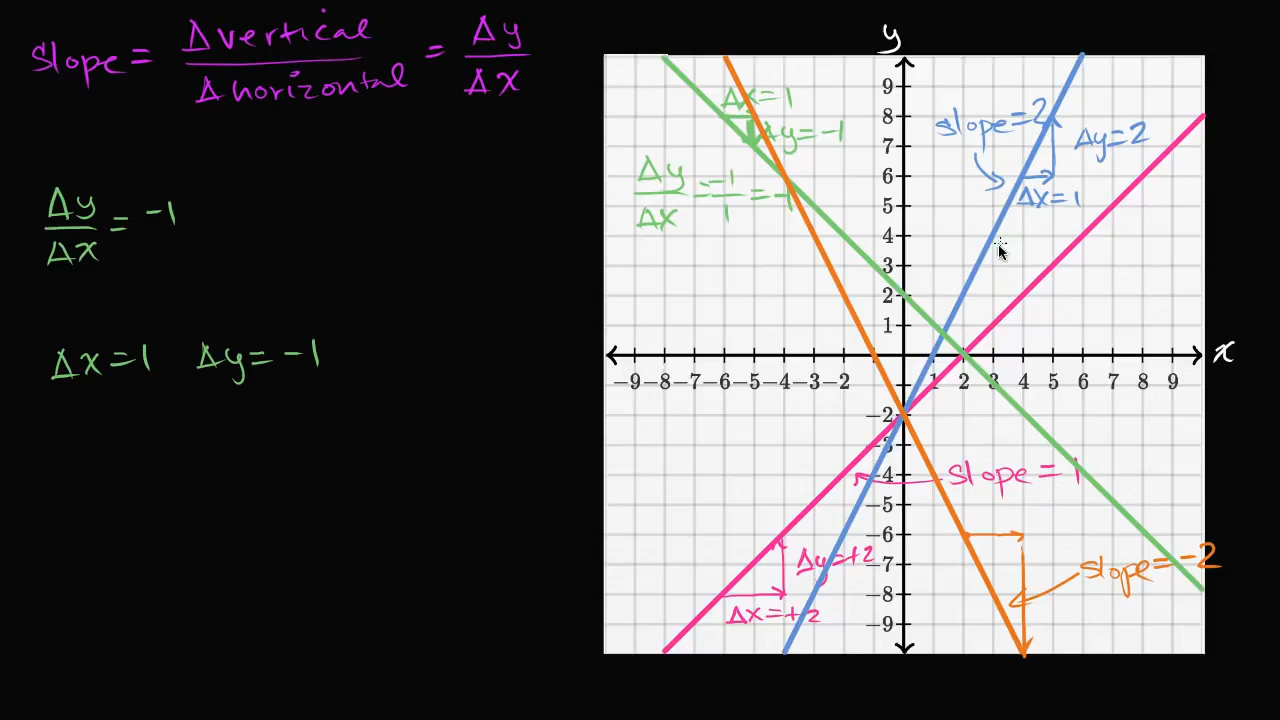 slope = Δvertical / Δhorizontal = Δy / Δx
Δy / Δx = -1
Δx = 1 Δy = -1
y
x
9
8
7
6
5
4
3
2
1
-2
-3
-4
-5
-6
-7
-8
-9
-9 -8 -7 -6 -5 -4 -3 -2 1 2 3 4 5 6 7 8 9
Δx = 1
Δy = -1
Δy / Δx = -1 / 1 = -1
slope = 2
Δy = 2
Δx = 1
slope = 1
Δy = +2
Δx = +2
slope = -2